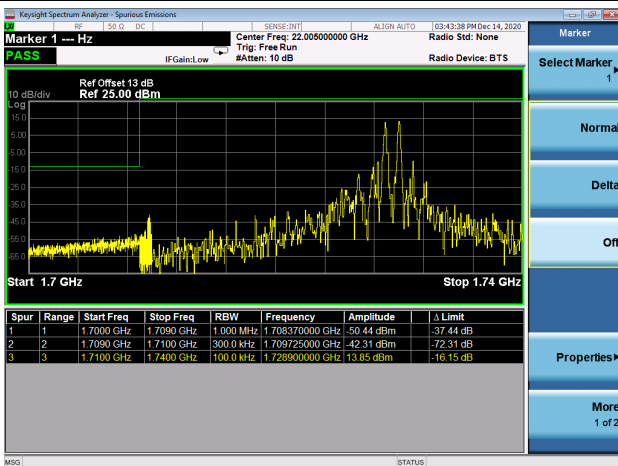 Keysight Spectrum Analyzer - Spurious Emissions
RF 50 Ω DC SENSE:INT ALIGN AUTO 03:43:38 PM Dec 14, 2020
Marker 1 --- Hz
Center Freq: 22.005000000 GHz
Radio Std: None
Trig: Free Run
PASS
IFGain:Low
#Atten: 10 dB
Radio Device: BTS
Ref Offset 13 dB
10 dB/div Ref 25.00 dBm
Log
15.0
5.00
-5.00
-15.0
-25.0
-35.0
-45.0
-55.0
-65.0
Start 1.7 GHz Stop 1.74 GHz
Spur Range Start Freq Stop Freq RBW Frequency Amplitude Δ Limit
1 1 1.7000 GHz 1.7090 GHz 1.000 MHz 1.708370000 GHz -50.44 dBm -37.44 dB
2 2 1.7090 GHz 1.7100 GHz 300.0 kHz 1.709725000 GHz -42.31 dBm -72.31 dB
3 3 1.7100 GHz 1.7400 GHz 100.0 kHz 1.728900000 GHz 13.85 dBm -16.15 dB
MSG STATUS
Marker
Select Marker
1
Normal
Delta
Off
Properties
More
1 of 2